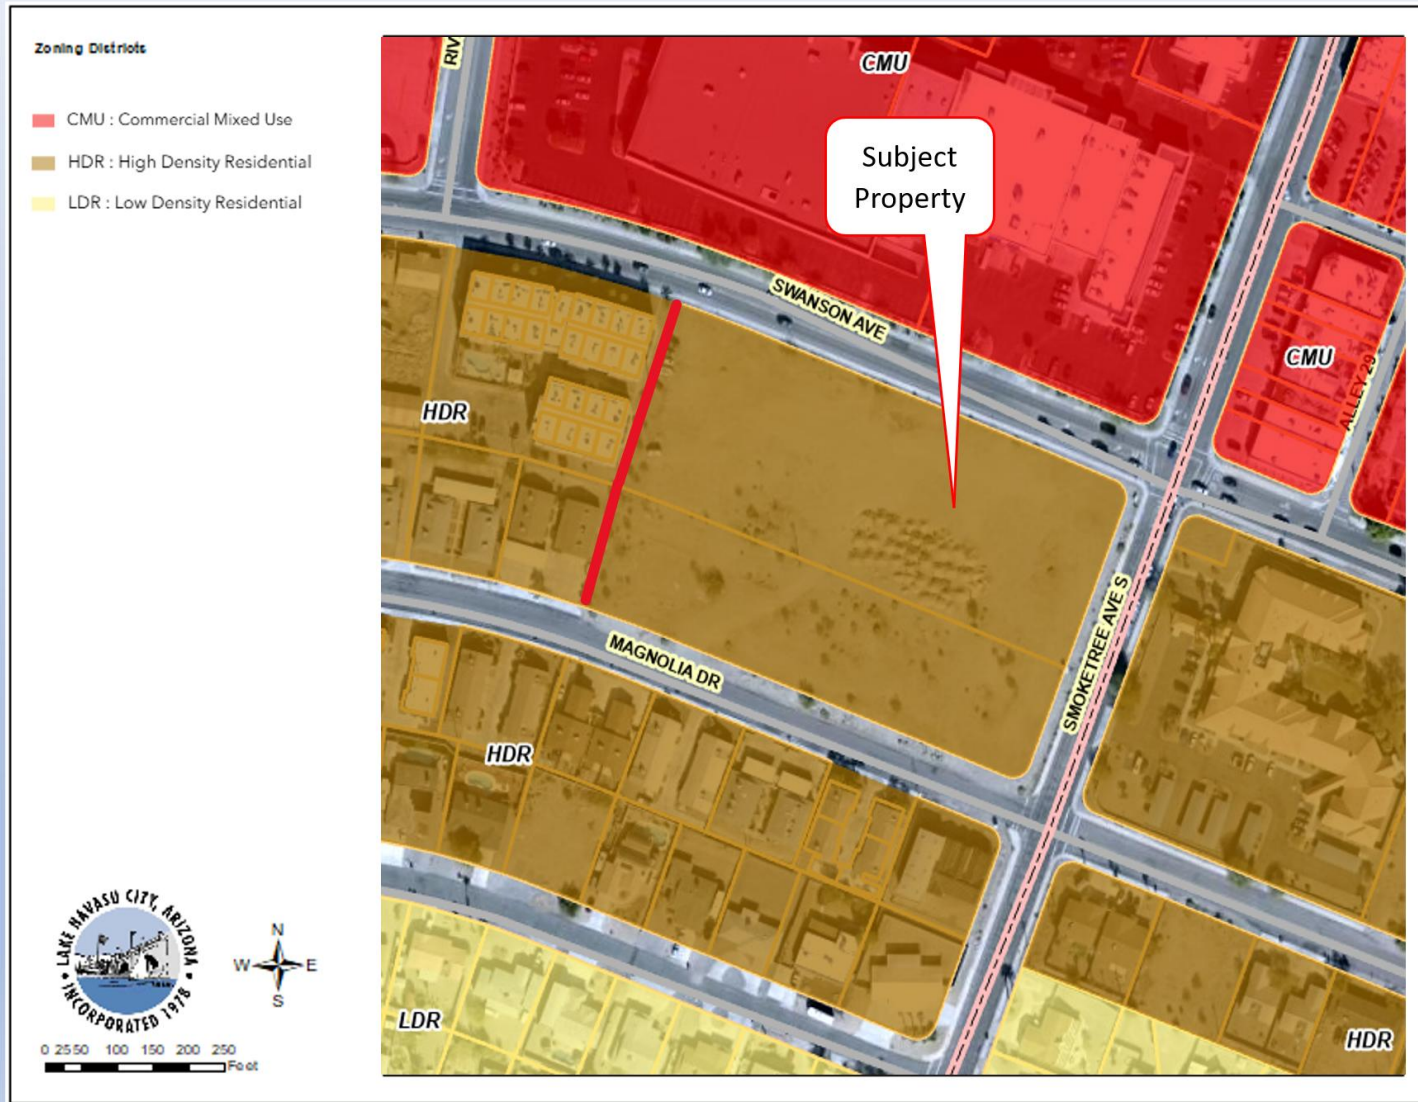 Zoning Districts
CMU : Commercial Mixed Use
HDR : High Density Residential
LDR : Low Density Residential
RIV
CMU
Subject
Property
SWANSON AVE
CMU
ALLEY 29
HDR
SMOKETREE AVE S
MAGNOLIA DR
HDR
LDR
HDR
• LAKE HAVASU CITY, ARIZONA •
INCORPORATED 1978
N
W E
S
0 25 50 100 150 200 250
Feet